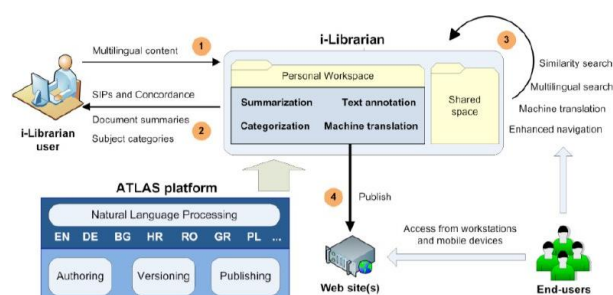 i-Librarian
Multilingual content
1
3
Similarity search
Multilingual search
Machine translation
Enhanced navigation
Personal Workspace
Summarization
Text annotation
Categorization
Machine translation
Shared
space
SIPs and Concordance
Document summaries
Subject categories
2
i-Librarian
user
4
Publish
ATLAS platform
Natural Language Processing
EN DE BG HR RO GR PL ...
Authoring
Versioning
Publishing
Access from workstations
and mobile devices
Web site(s)
End-users